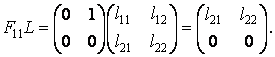 F₁₁L = ( 0 1 ; 0 0 ) ( l₁₁ l₁₂ ; l₂₁ l₂₂ ) = ( l₂₁ l₂₂ ; 0 0 ).